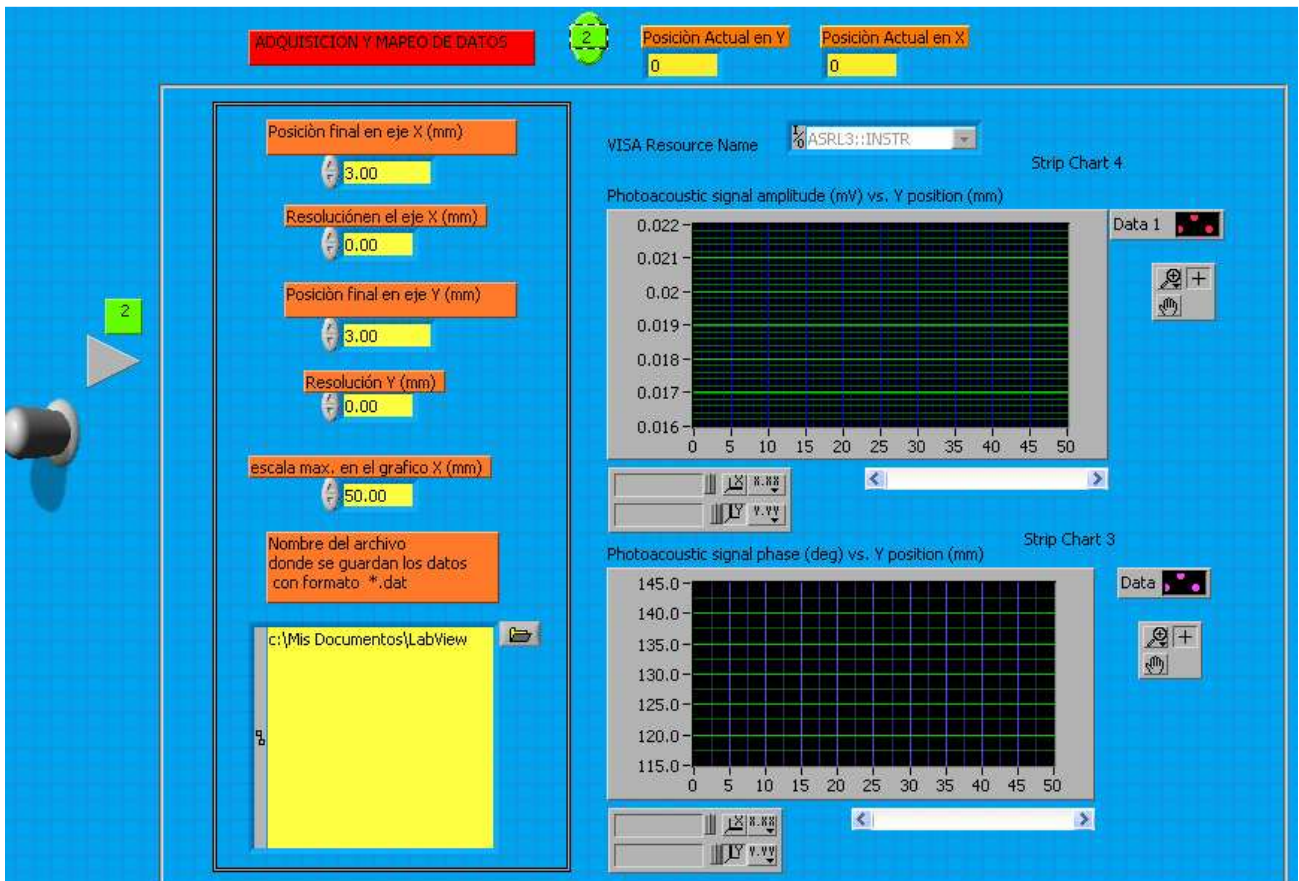 ADQUISICION Y MAPEO DE DATOS
2
Posiciòn Actual en Y
0
Posiciòn Actual en X
0
2
Posiciòn final en eje X (mm)
3.00
Resoluciónen el eje X (mm)
0.00
Posiciòn final en eje Y (mm)
3.00
Resolución Y (mm)
0.00
escala max. en el grafico X (mm)
50.00
Nombre del archivo
donde se guardan los datos
con formato *.dat
c:\Mis Documentos\LabView
VISA Resource Name
I/O ASRL3::INSTR
Strip Chart 4
Photoacoustic signal amplitude (mV) vs. Y position (mm)
Data 1
0.022
0.021
0.02
0.019
0.018
0.017
0.016
0 5 10 15 20 25 30 35 40 45 50
X X.XX
Y Y.YY
Strip Chart 3
Photoacoustic signal phase (deg) vs. Y position (mm)
Data
145.0
140.0
135.0
130.0
125.0
120.0
115.0
0 5 10 15 20 25 30 35 40 45 50
X X.XX
Y Y.YY